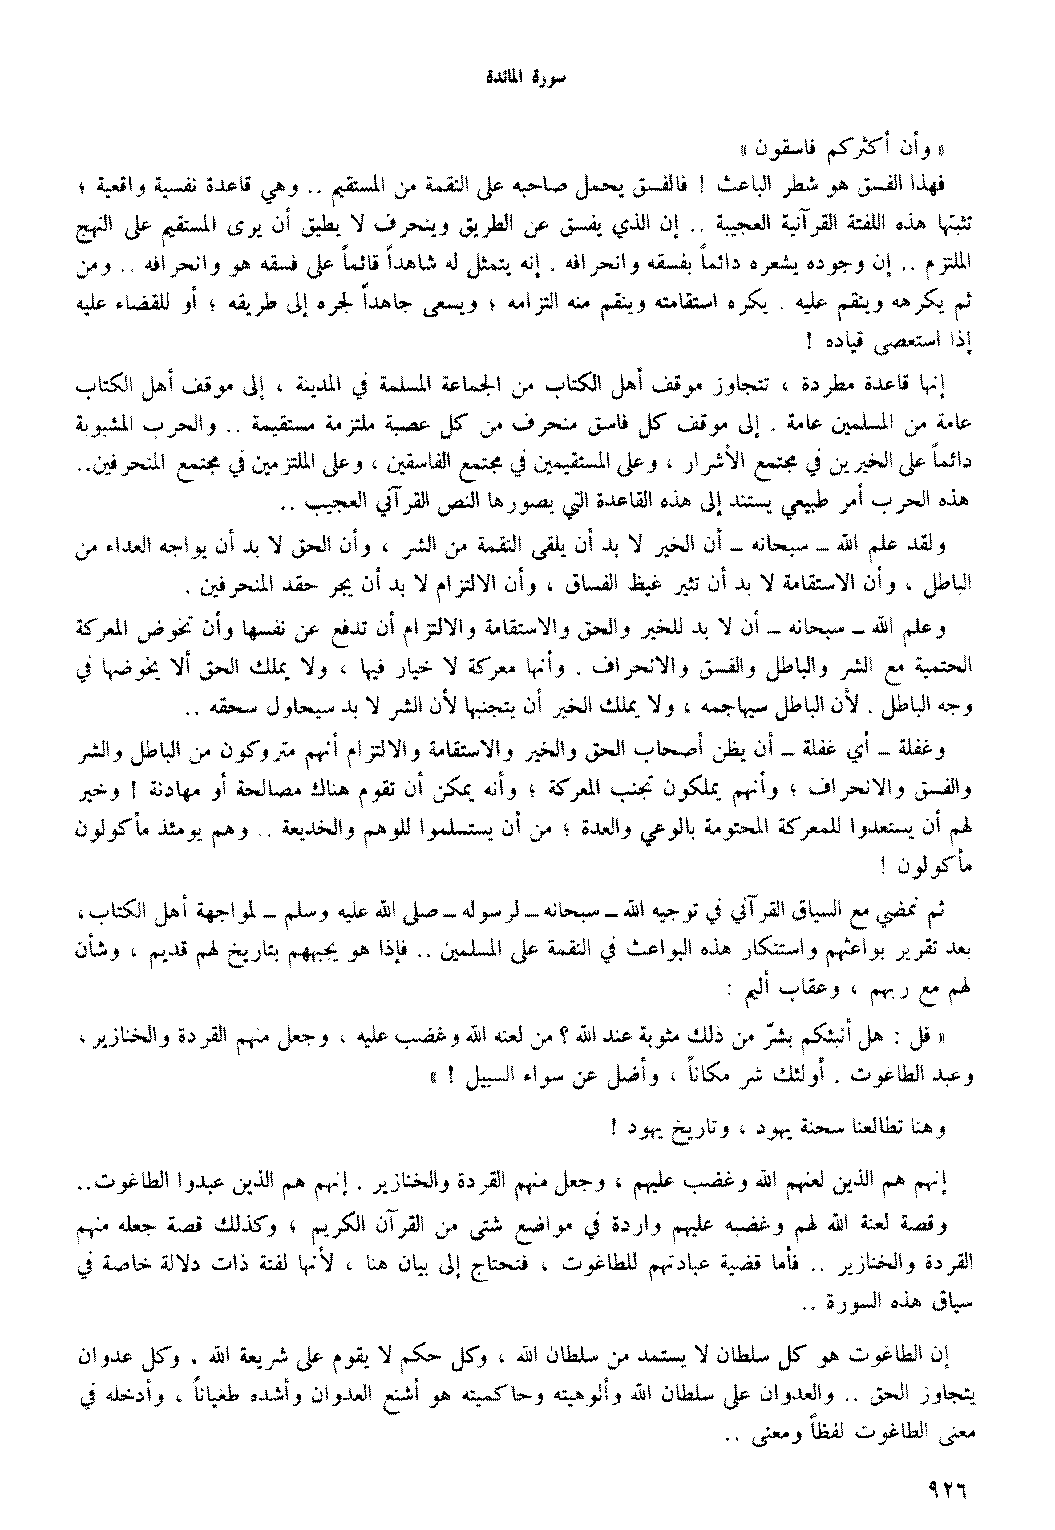 سورة المائدة
« وأن أكثركم فاسقون »
فهذا الفسق هو شطر الباعث ! فالفسق يحمل صاحبه على النقمة من المستقيم .. وهي قاعدة نفسية واقعية ؛
تثبتها هذه اللفتة القرآنية العجيبة .. إن الذي يفسق عن الطريق وينحرف لا يطيق أن يرى المستقيم على النهج
الملتزم .. إن وجوده يشعره دائماً بفسقه وانحرافه . إنه يتمثل له شاهداً قائماً على فسقه هو وانحرافه .. ومن
ثم يكرهه وينقم عليه . يكره استقامته وينقم منه التزامه ؛ ويسعى جاهداً لجره إلى طريقه ؛ أو للقضاء عليه
إذا استعصى قياده !
إنها قاعدة مطردة ، تتجاوز موقف أهل الكتاب من الجماعة المسلمة في المدينة ، إلى موقف أهل الكتاب
عامة من المسلمين عامة . إلى موقف كل فاسق منحرف من كل عصبة ملتزمة مستقيمة .. والحرب المشبوبة
دائماً على الخيرين في مجتمع الأشرار ، وعلى المستقيمين في مجتمع الفاسقين ، وعلى الملتزمين في مجتمع المنحرفين..
هذه الحرب أمر طبيعي يستند إلى هذه القاعدة التي يصورها النص القرآني العجيب ..
ولقد علم الله – سبحانه – أن الخير لا بد أن يلقى النقمة من الشر ، وأن الحق لا بد أن يواجه العداء من
الباطل ، وأن الاستقامة لا بد أن تثير غيظ الفساق ، وأن الالتزام لا بد أن يجر حقد المنحرفين .
وعلم الله – سبحانه – أن لا بد للخير والحق والاستقامة والالتزام أن تدفع عن نفسها وأن تخوض المعركة
الحتمية مع الشر والباطل والفسق والانحراف . وأنها معركة لا خيار فيها ، ولا يملك الحق ألا يخوضها في
وجه الباطل . لأن الباطل سيهاجمه ، ولا يملك الخير أن يتجنبها لأن الشر لا بد سيحاول سحقه ..
وغفلة – أي غفلة – أن يظن أصحاب الحق والخير والاستقامة والالتزام أنهم متروكون من الباطل والشر
والفسق والانحراف ؛ وأنهم يملكون تجنب المعركة ؛ وأنه يمكن أن تقوم هناك مصالحة أو مهادنة ! وخير
لهم أن يستعدوا للمعركة المحتومة بالوعي والعدة ؛ من أن يستسلموا للوهم والخديعة .. وهم يومئذ مأكولون
مأكولون !
ثم نمضي مع السياق القرآني في توجيه الله – سبحانه – لرسوله – صلى الله عليه وسلم – لمواجهة أهل الكتاب،
بعد تقرير بواعثهم واستنكار هذه البواعث في النقمة على المسلمين .. فإذا هو يجبههم بتاريخ لهم قديم ، وشأن
لهم مع ربهم ، وعقاب أليم :
« قل : هل أنبئكم بشرّ من ذلك مثوبة عند الله ؟ من لعنه الله وغضب عليه ، وجعل منهم القردة والخنازير ،
وعبد الطاغوت . أولئك شر مكاناً ، وأضل عن سواء السبيل ! »
وهنا تطالعنا سحنة يهود ، وتاريخ يهود !
إنهم هم الذين لعنهم الله وغضب عليهم ، وجعل منهم القردة والخنازير . إنهم هم الذين عبدوا الطاغوت..
وقصة لعنة الله لهم وغضبه عليهم واردة في مواضع شتى من القرآن الكريم ؛ وكذلك قصة جعله منهم
القردة والخنازير .. فأما قضية عبادتهم للطاغوت ، فتحتاج إلى بيان هنا ، لأنها لفتة ذات دلالة خاصة في
سياق هذه السورة ..
إن الطاغوت هو كل سلطان لا يستمد من سلطان الله ، وكل حكم لا يقوم على شريعة الله . وكل عدوان
يتجاوز الحق .. والعدوان على سلطان الله وألوهيته وحاكميته هو أشنع العدوان وأشده طغياناً ، وأدخله في
معنى الطاغوت لفظاً ومعنى ..
٩٢٦